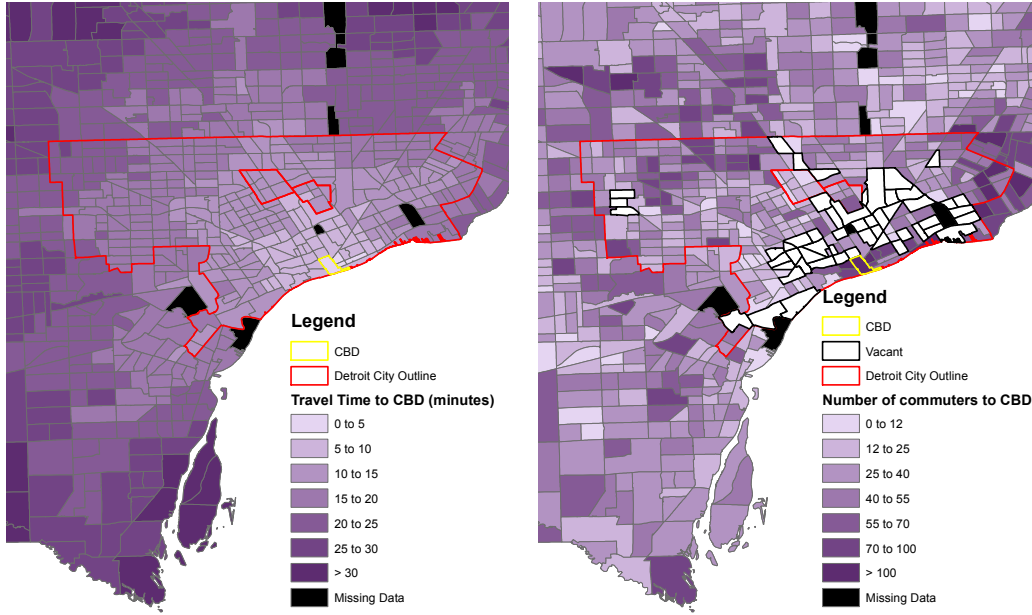 Legend
CBD
Detroit City Outline
Travel Time to CBD (minutes)
0 to 5
5 to 10
10 to 15
15 to 20
20 to 25
25 to 30
> 30
Missing Data
Legend
CBD
Vacant
Detroit City Outline
Number of commuters to CBD
0 to 12
12 to 25
25 to 40
40 to 55
55 to 70
70 to 100
> 100
Missing Data